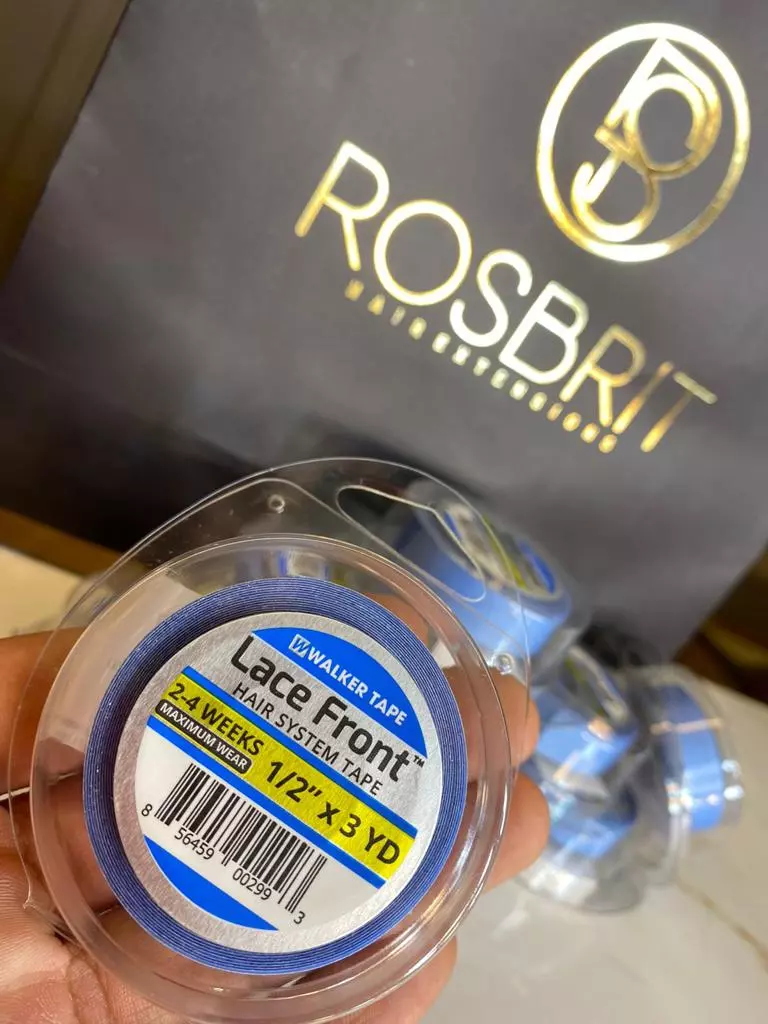 ROSBRIT
HAIR EXTENSIONS
WALKER TAPE
Lace Front™
HAIR SYSTEM TAPE
2-4 WEEKS
MAXIMUM WEAR
1/2" x 3 YD
8 56459 00299 3